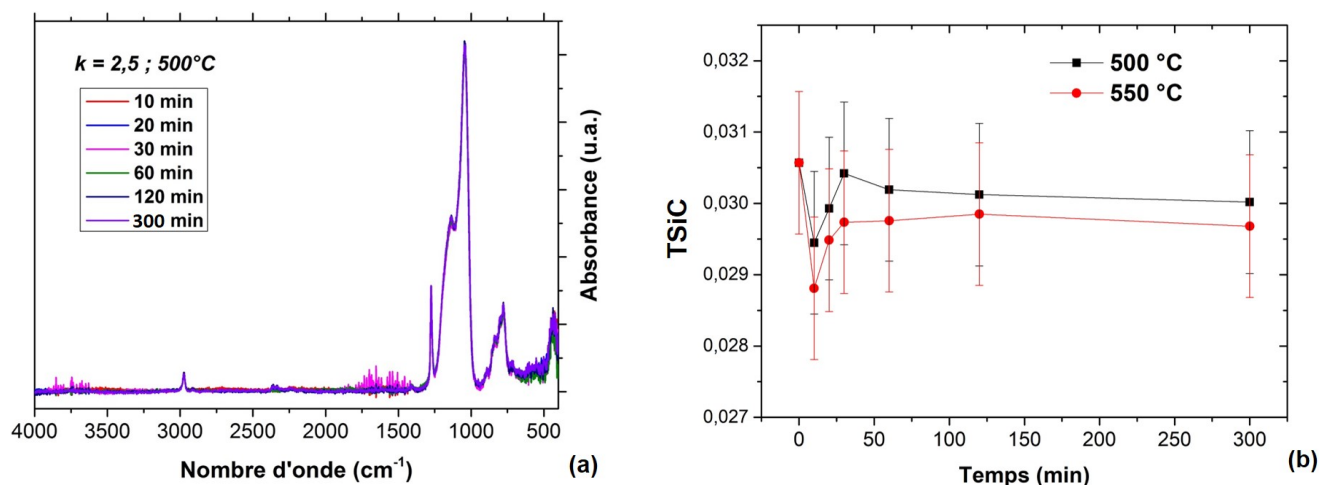 k = 2,5 ; 500°C
10 min
20 min
30 min
60 min
120 min
300 min
Absorbance (u.a.)
4000 3500 3000 2500 2000 1500 1000 500
Nombre d'onde (cm-1)
(a)
500 °C
550 °C
0,032
0,031
0,030
0,029
0,028
0,027
TSiC
0 50 100 150 200 250 300
Temps (min)
(b)